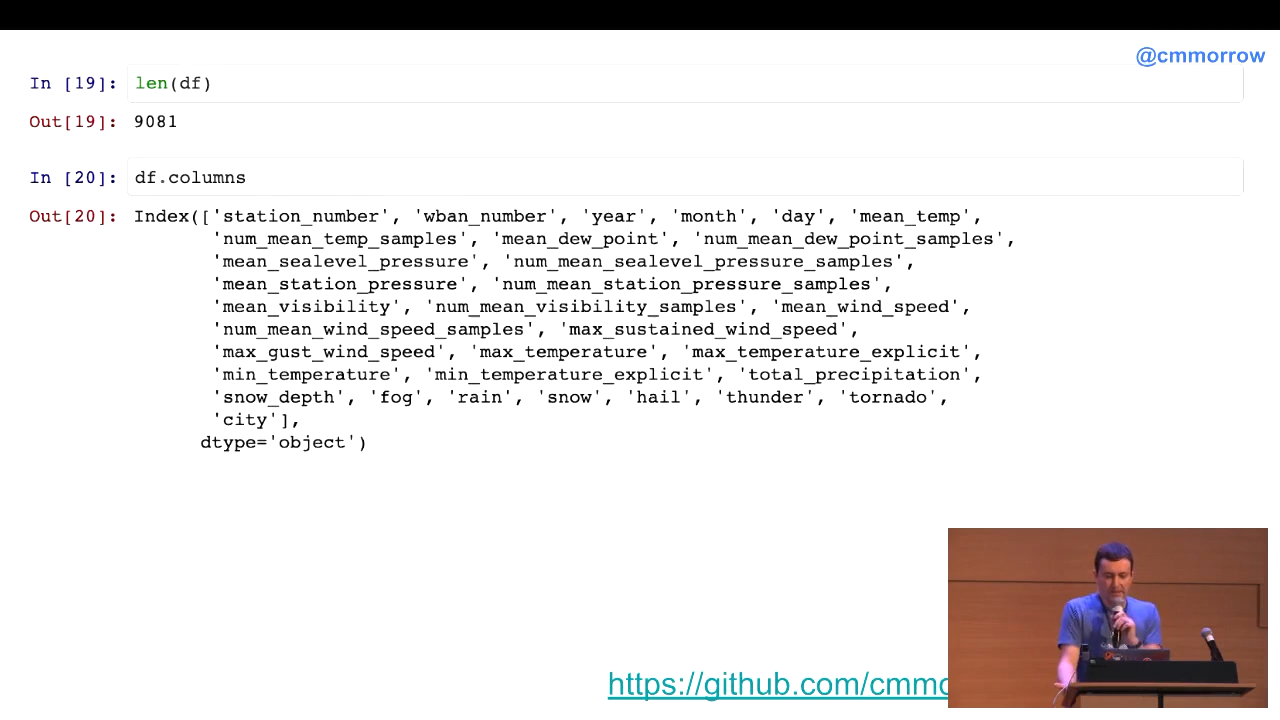 @cmmorrow
In [19]: len(df)
Out[19]: 9081
In [20]: df.columns
Out[20]: Index(['station_number', 'wban_number', 'year', 'month', 'day', 'mean_temp',
'num_mean_temp_samples', 'mean_dew_point', 'num_mean_dew_point_samples',
'mean_sealevel_pressure', 'num_mean_sealevel_pressure_samples',
'mean_station_pressure', 'num_mean_station_pressure_samples',
'mean_visibility', 'num_mean_visibility_samples', 'mean_wind_speed',
'num_mean_wind_speed_samples', 'max_sustained_wind_speed',
'max_gust_wind_speed', 'max_temperature', 'max_temperature_explicit',
'min_temperature', 'min_temperature_explicit', 'total_precipitation',
'snow_depth', 'fog', 'rain', 'snow', 'hail', 'thunder', 'tornado',
'city'],
dtype='object')
https://github.com/cmmo